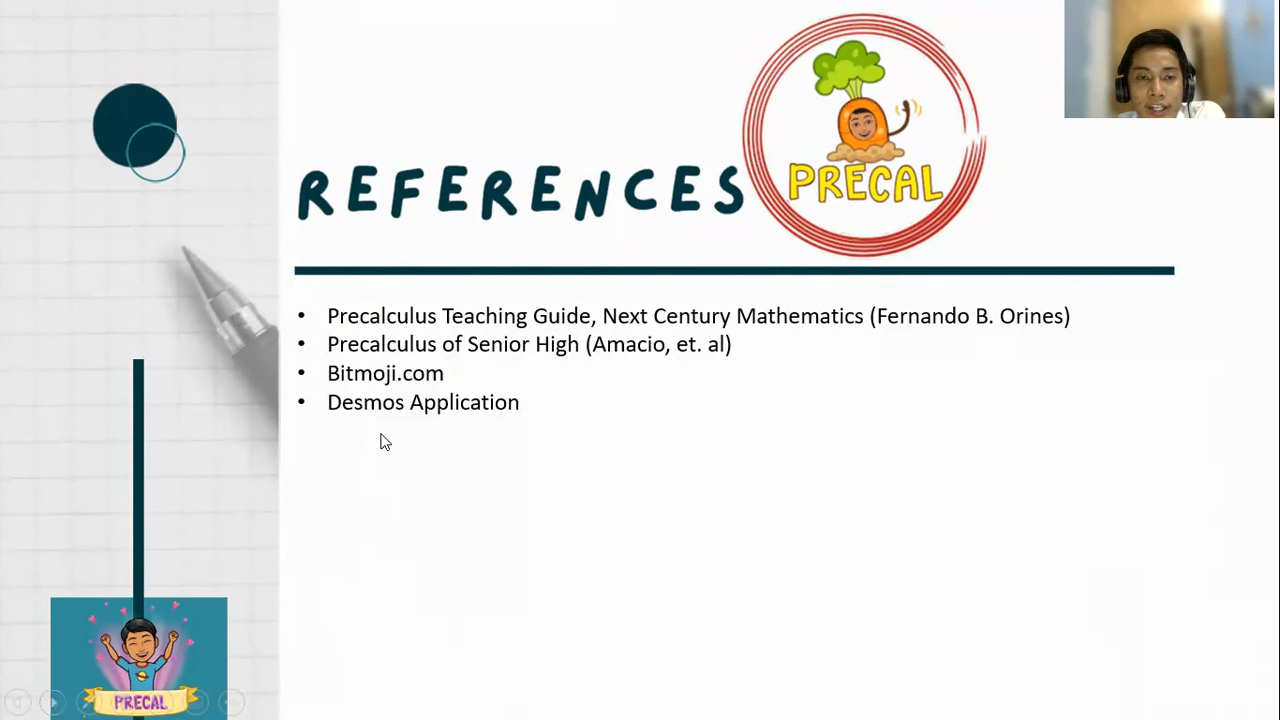 REFERENCES
PRECAL
• Precalculus Teaching Guide, Next Century Mathematics (Fernando B. Orines)
• Precalculus of Senior High (Amacio, et. al)
• Bitmoji.com
• Desmos Application
PRECAL